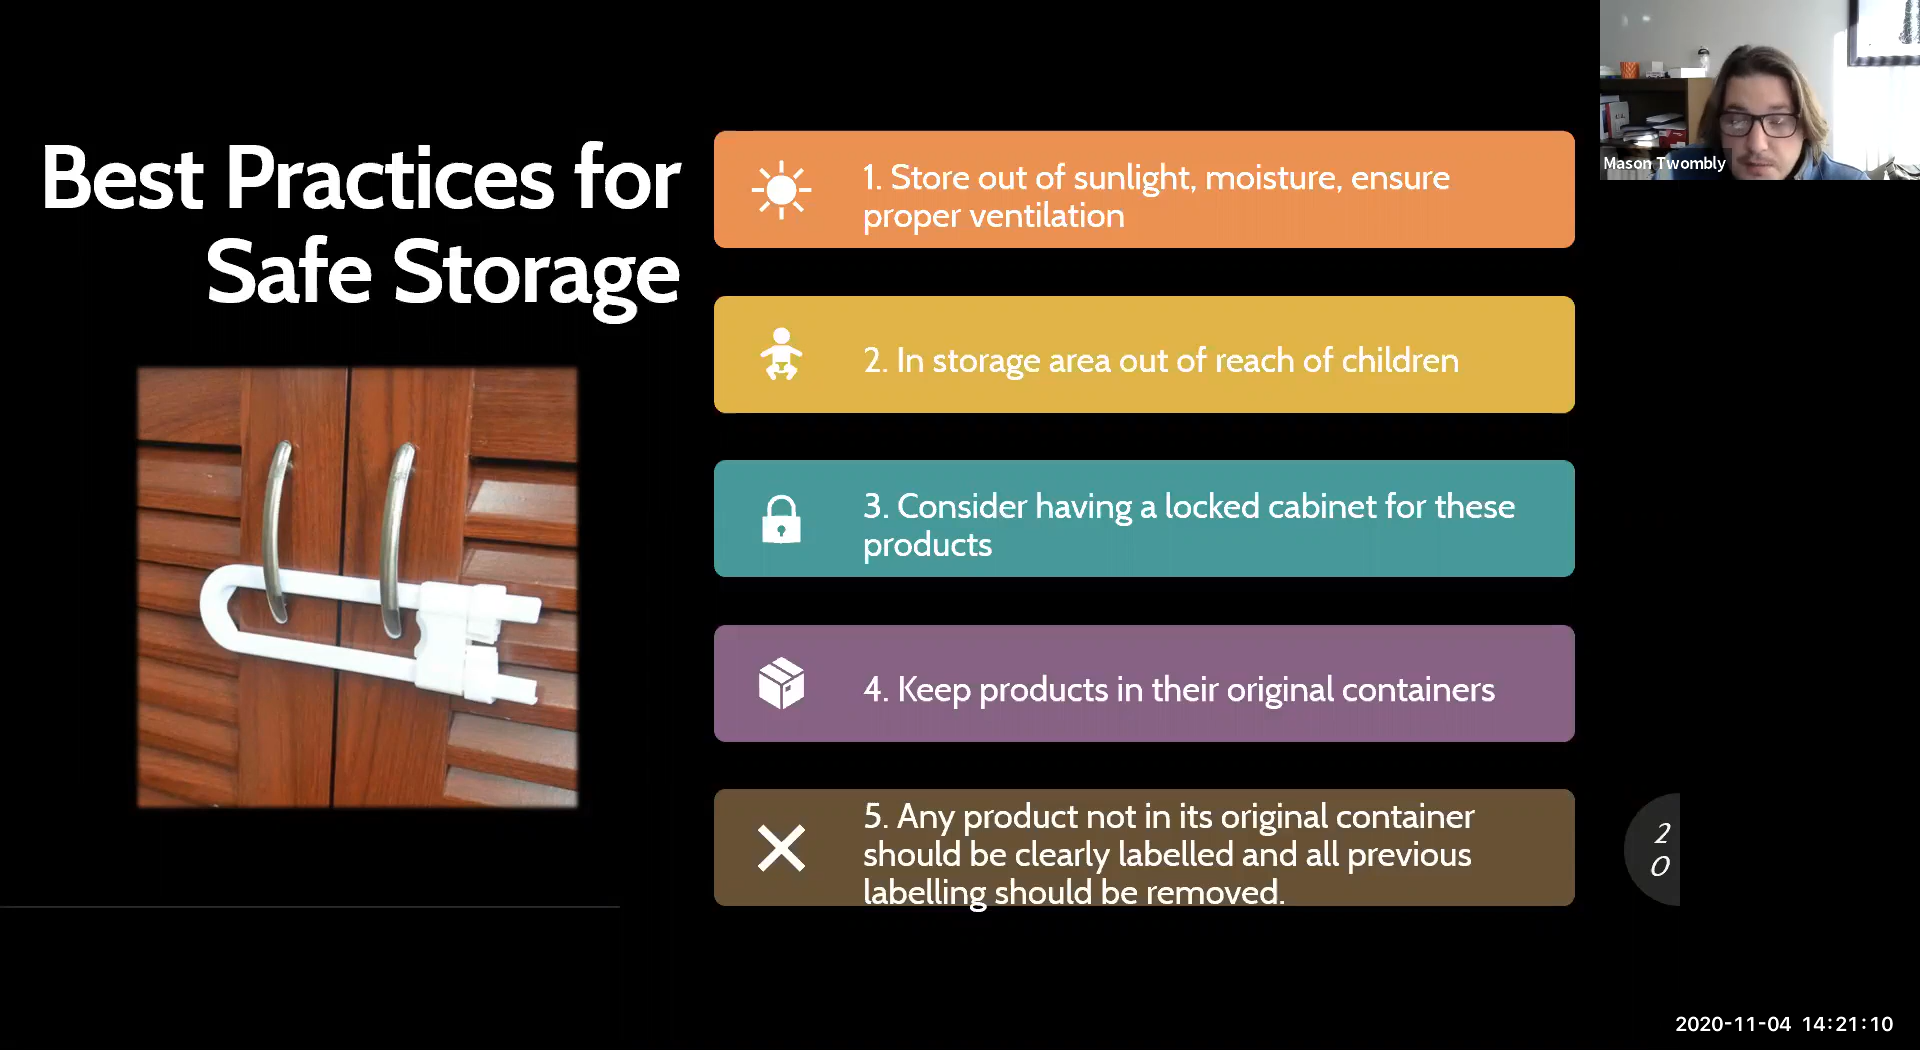 Best Practices for
Safe Storage
1. Store out of sunlight, moisture, ensure
proper ventilation
2. In storage area out of reach of children
3. Consider having a locked cabinet for these
products
4. Keep products in their original containers
5. Any product not in its original container
should be clearly labelled and all previous
labelling should be removed.
2
0
Mason Twombly
2020-11-04 14:21:10